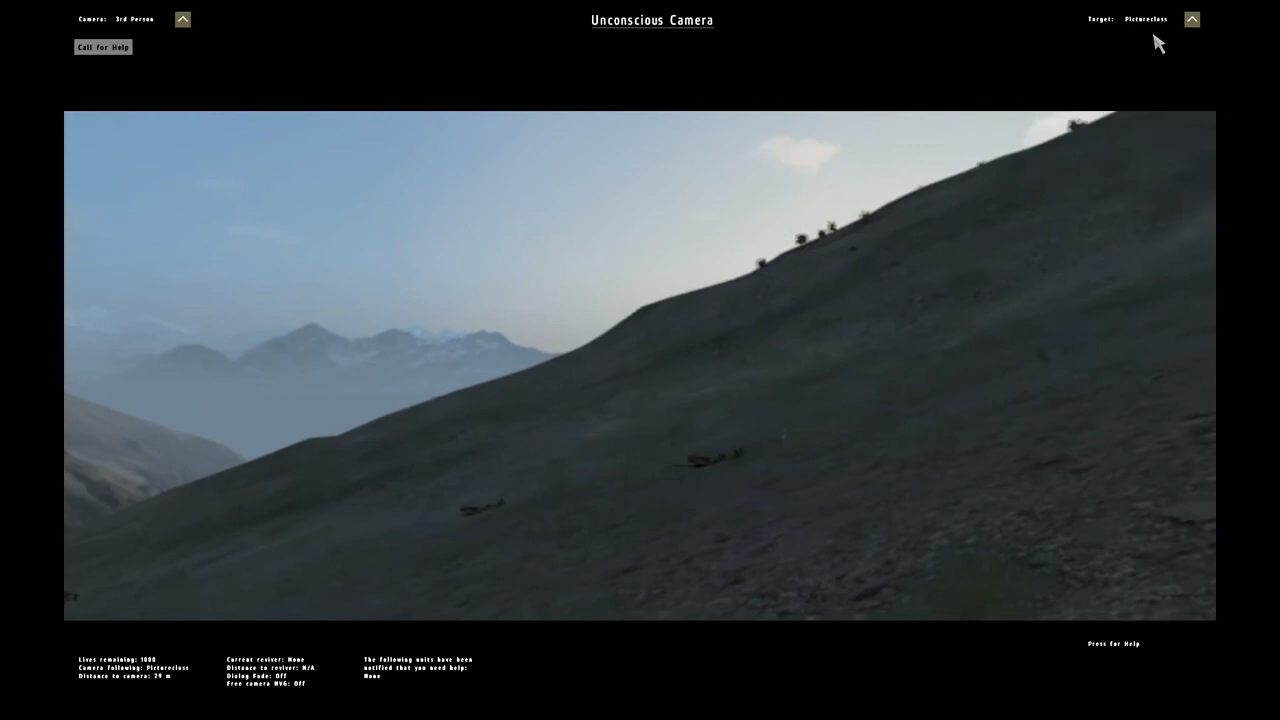 Camera: 3rd Person
Unconscious Camera
Target: Pictureclass
Call for Help
Press for Help
Lives remaining: 1000
Camera following: Pictureclass
Distance to camera: 29 m
Current reviver: None
Distance to reviver: N/A
Dialog Fade: Off
Free camera NVG: Off
The following units have been
notified that you need help:
None